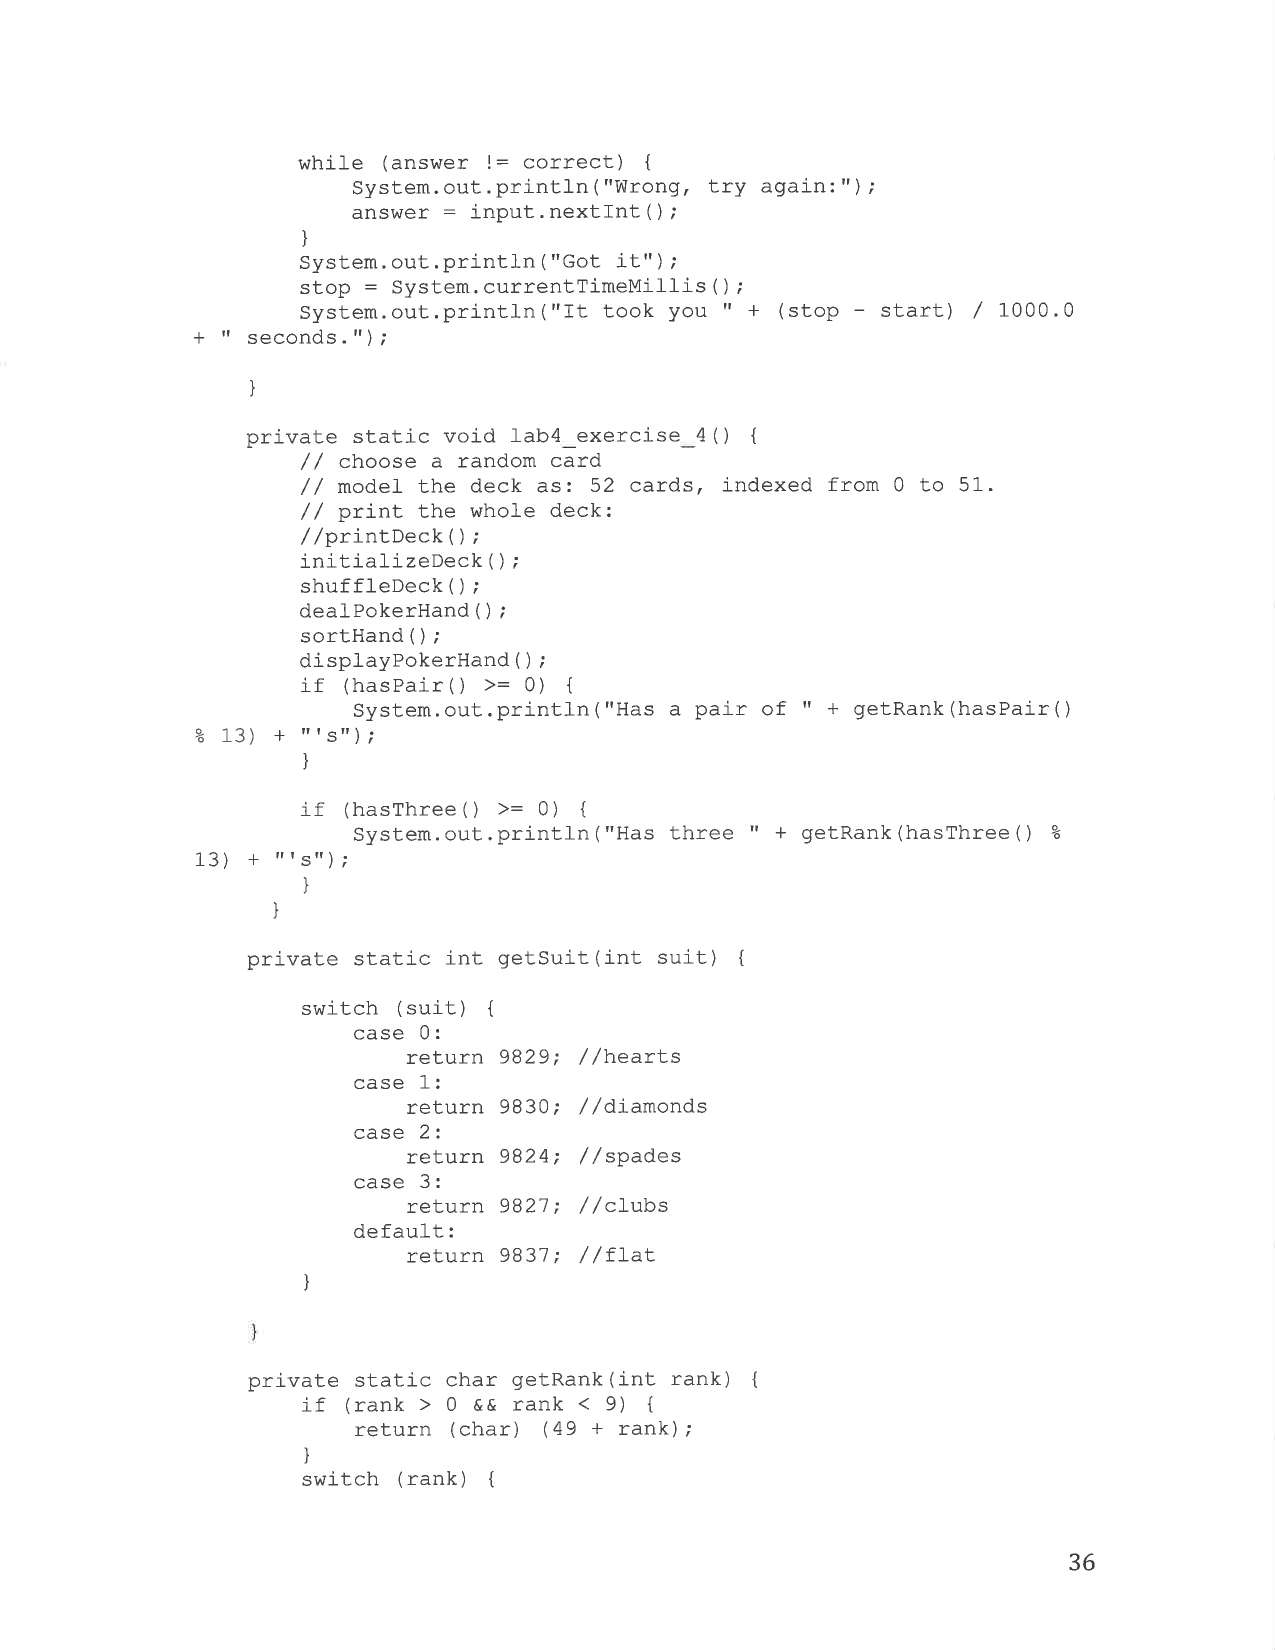 while (answer != correct) {
System.out.println("Wrong, try again:");
answer = input.nextInt();
}
System.out.println("Got it");
stop = System.currentTimeMillis();
System.out.println("It took you " + (stop - start) / 1000.0
+ " seconds.");
}
private static void lab4_exercise_4() {
// choose a random card
// model the deck as: 52 cards, indexed from 0 to 51.
// print the whole deck:
//printDeck();
initializeDeck();
shuffleDeck();
dealPokerHand();
sortHand();
displayPokerHand();
if (hasPair() >= 0) {
System.out.println("Has a pair of " + getRank(hasPair()
% 13) + "'s");
}
if (hasThree() >= 0) {
System.out.println("Has three " + getRank(hasThree() %
13) + "'s");
}
}
private static int getSuit(int suit) {
switch (suit) {
case 0:
return 9829; //hearts
case 1:
return 9830; //diamonds
case 2:
return 9824; //spades
case 3:
return 9827; //clubs
default:
return 9837; //flat
}
}
private static char getRank(int rank) {
if (rank > 0 && rank < 9) {
return (char) (49 + rank);
}
switch (rank) {
36